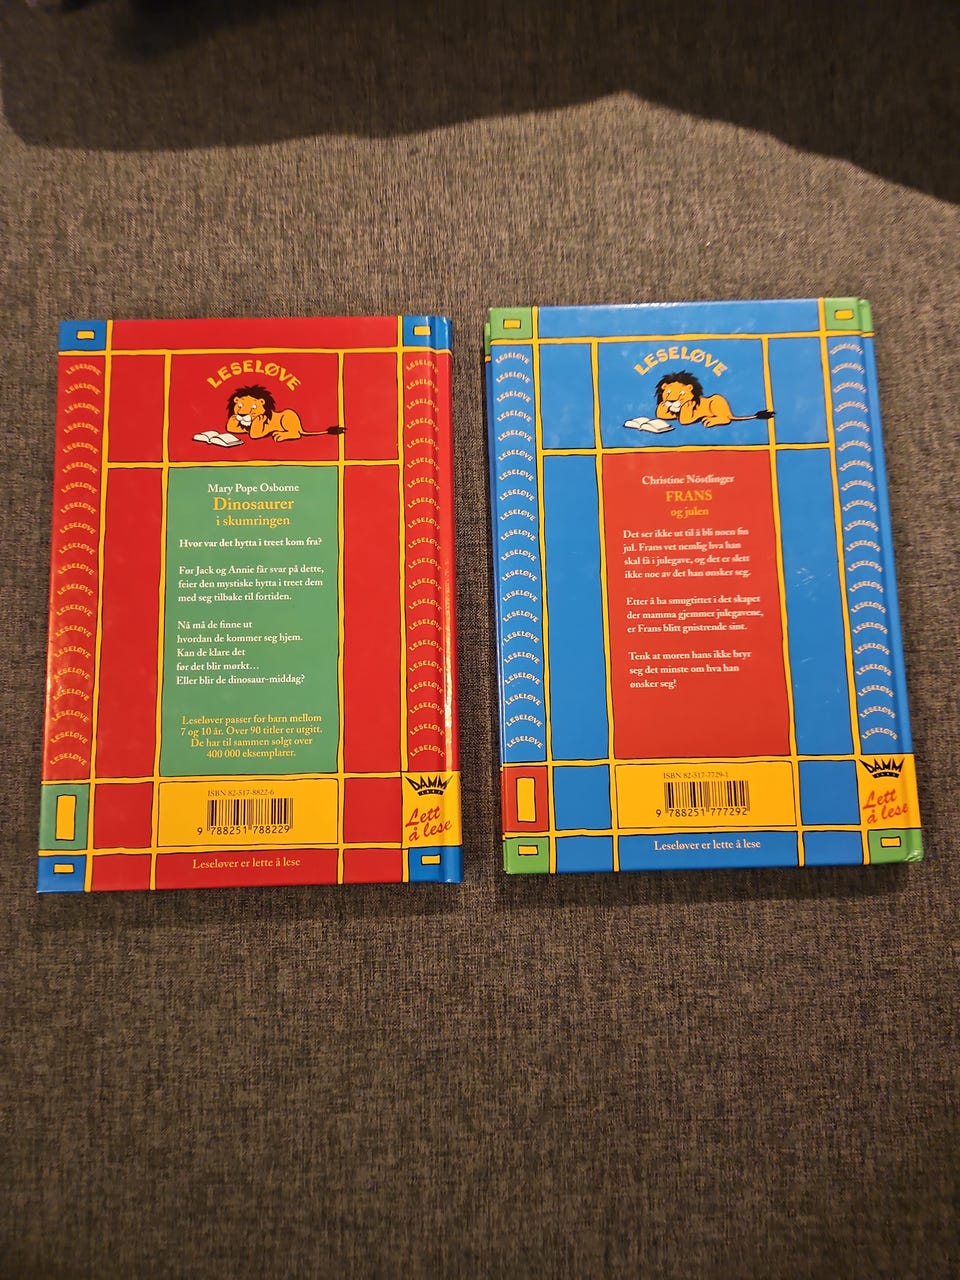 LESELØVE
Mary Pope Osborne
Dinosaurer
i skumringen
Hvor var det hytta i treet kom fra?
Før Jack og Annie får svar på dette,
feier den mystiske hytta i treet dem
med seg tilbake til fortiden.
Nå må de finne ut
hvordan de kommer seg hjem.
Kan de klare det
før det blir mørkt...
Eller blir de dinosaur-middag?
Leseløver passer for barn mellom
7 og 10 år. Over 90 titler er utgitt.
De har til sammen solgt over
400 000 eksemplarer.
ISBN 82-517-8822-6
9 788251 788229
DAMM
Lett
å lese
Leseløver er lette å lese
LESELØVE
Christine Nöstlinger
FRANS
og julen
Det ser ikke ut til å bli noen fin
jul. Frans vet nemlig hva han
skal få i julegave, og det er slett
ikke noe av det han ønsker seg.
Etter å ha smugtittet i det skapet
der mamma gjemmer julegavene,
er Frans blitt gnistrende sint.
Tenk at moren hans ikke bryr
seg det minste om hva han
ønsker seg!
ISBN 82-517-7729-1
9 788251 777292
DAMM
Lett
å lese
Leseløver er lette å lese